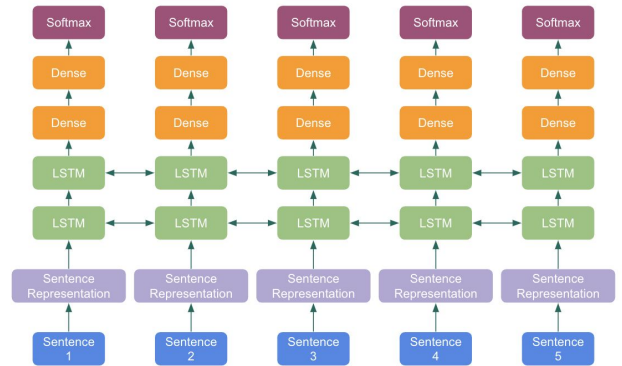 Softmax Softmax Softmax Softmax Softmax
Dense Dense Dense Dense Dense
Dense Dense Dense Dense Dense
LSTM LSTM LSTM LSTM LSTM
LSTM LSTM LSTM LSTM LSTM
Sentence Sentence Sentence Sentence Sentence
Representation Representation Representation Representation Representation
Sentence Sentence Sentence Sentence Sentence
1 2 3 4 5